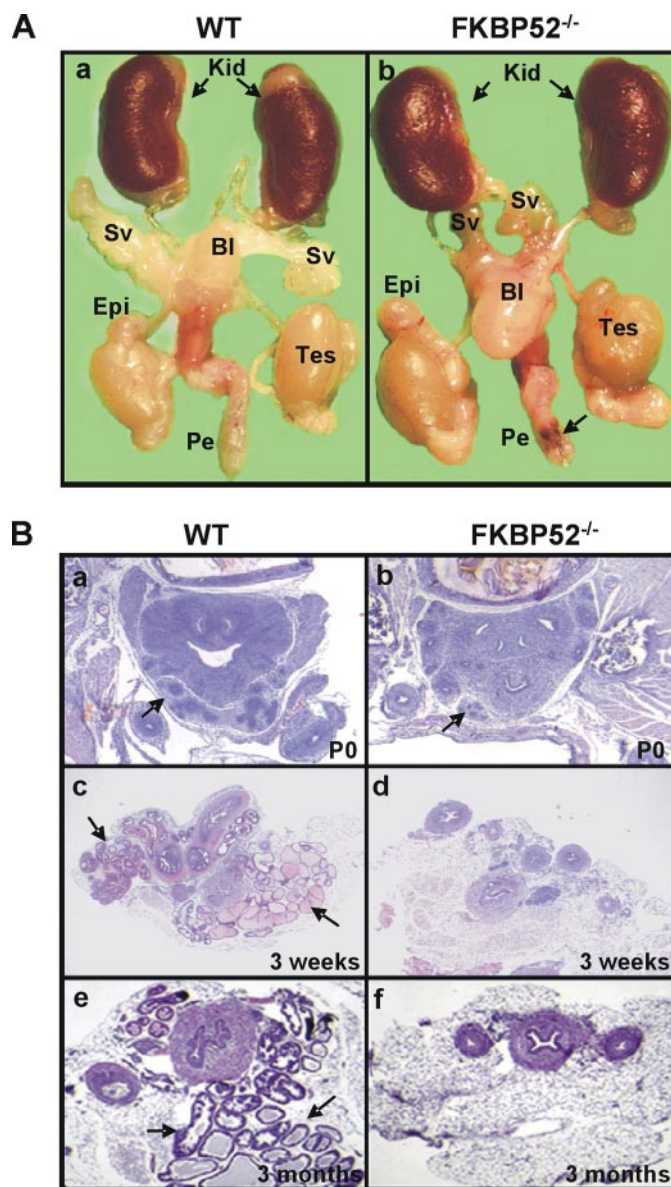 A
WT
FKBP52-/-
a
Kid
Sv
Bl
Sv
Epi
Tes
Pe
b
Kid
Sv
Sv
Epi
Bl
Tes
Pe
B
WT
FKBP52-/-
a
P0
b
P0
c
3 weeks
d
3 weeks
e
3 months
f
3 months